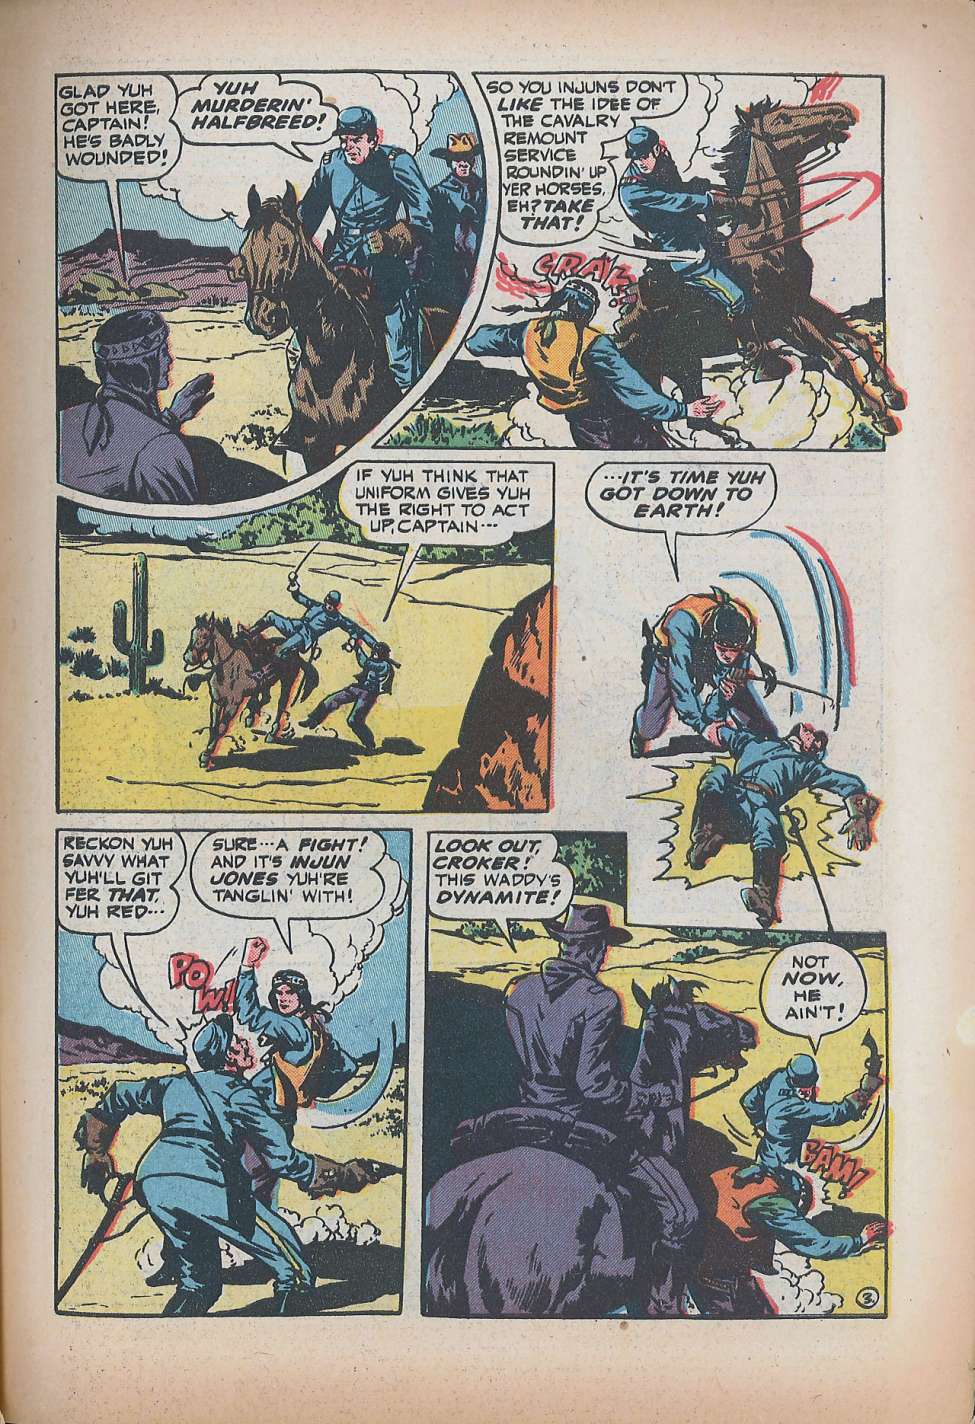 GLAD YUH
GOT HERE,
CAPTAIN!
HE'S BADLY
WOUNDED!
YUH
MURDERIN'
HALFBREED!
SO YOU INJUNS DON'T
LIKE THE IDEE OF
THE CAVALRY
REMOUNT
SERVICE
ROUNDIN' UP
YER HORSES,
EH? TAKE
THAT!
IF YUH THINK THAT
UNIFORM GIVES YUH
THE RIGHT TO ACT
UP, CAPTAIN---
...IT'S TIME YUH
GOT DOWN TO
EARTH!
RECKON YUH
SAVVY WHAT
YUH'LL GIT
FER THAT,
YUH RED---
SURE---A FIGHT!
AND IT'S INJUN
JONES YUH'RE
TANGLIN' WITH!
POW!
LOOK OUT,
CROKER!
THIS WADDY'S
DYNAMITE!
NOT
NOW,
HE
AIN'T!
BAM!
3